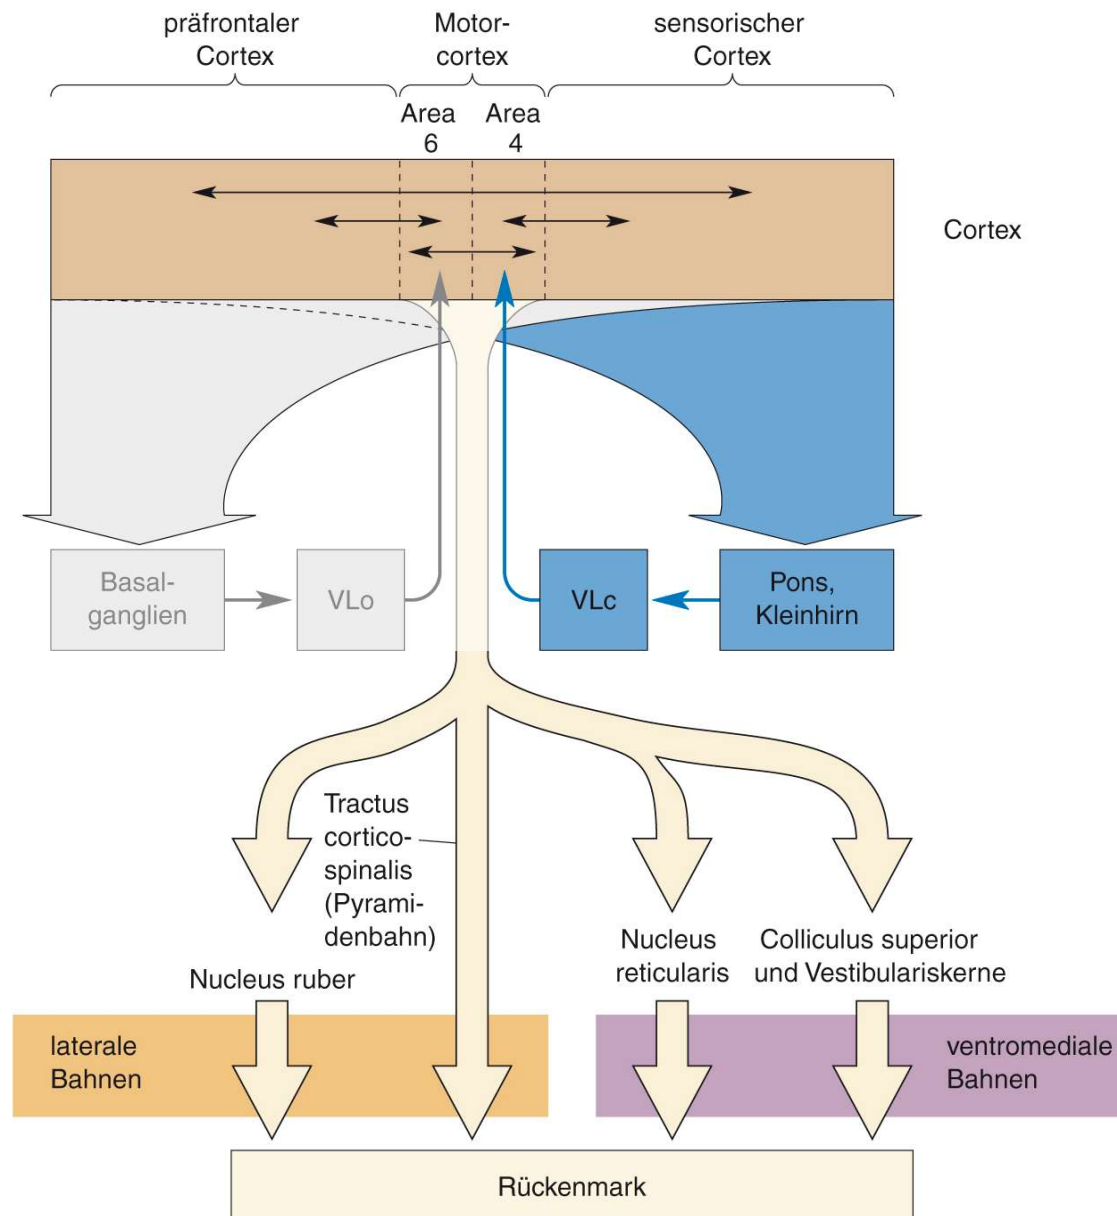 präfrontaler
Cortex
Motor-
cortex
sensorischer
Cortex
Area
6
Area
4
Cortex
Basal-
ganglien
VLo
VLc
Pons,
Kleinhirn
Tractus
cortico-
spinalis
(Pyrami-
denbahn)
Nucleus ruber
Nucleus
reticularis
Colliculus superior
und Vestibulariskerne
laterale
Bahnen
ventromediale
Bahnen
Rückenmark